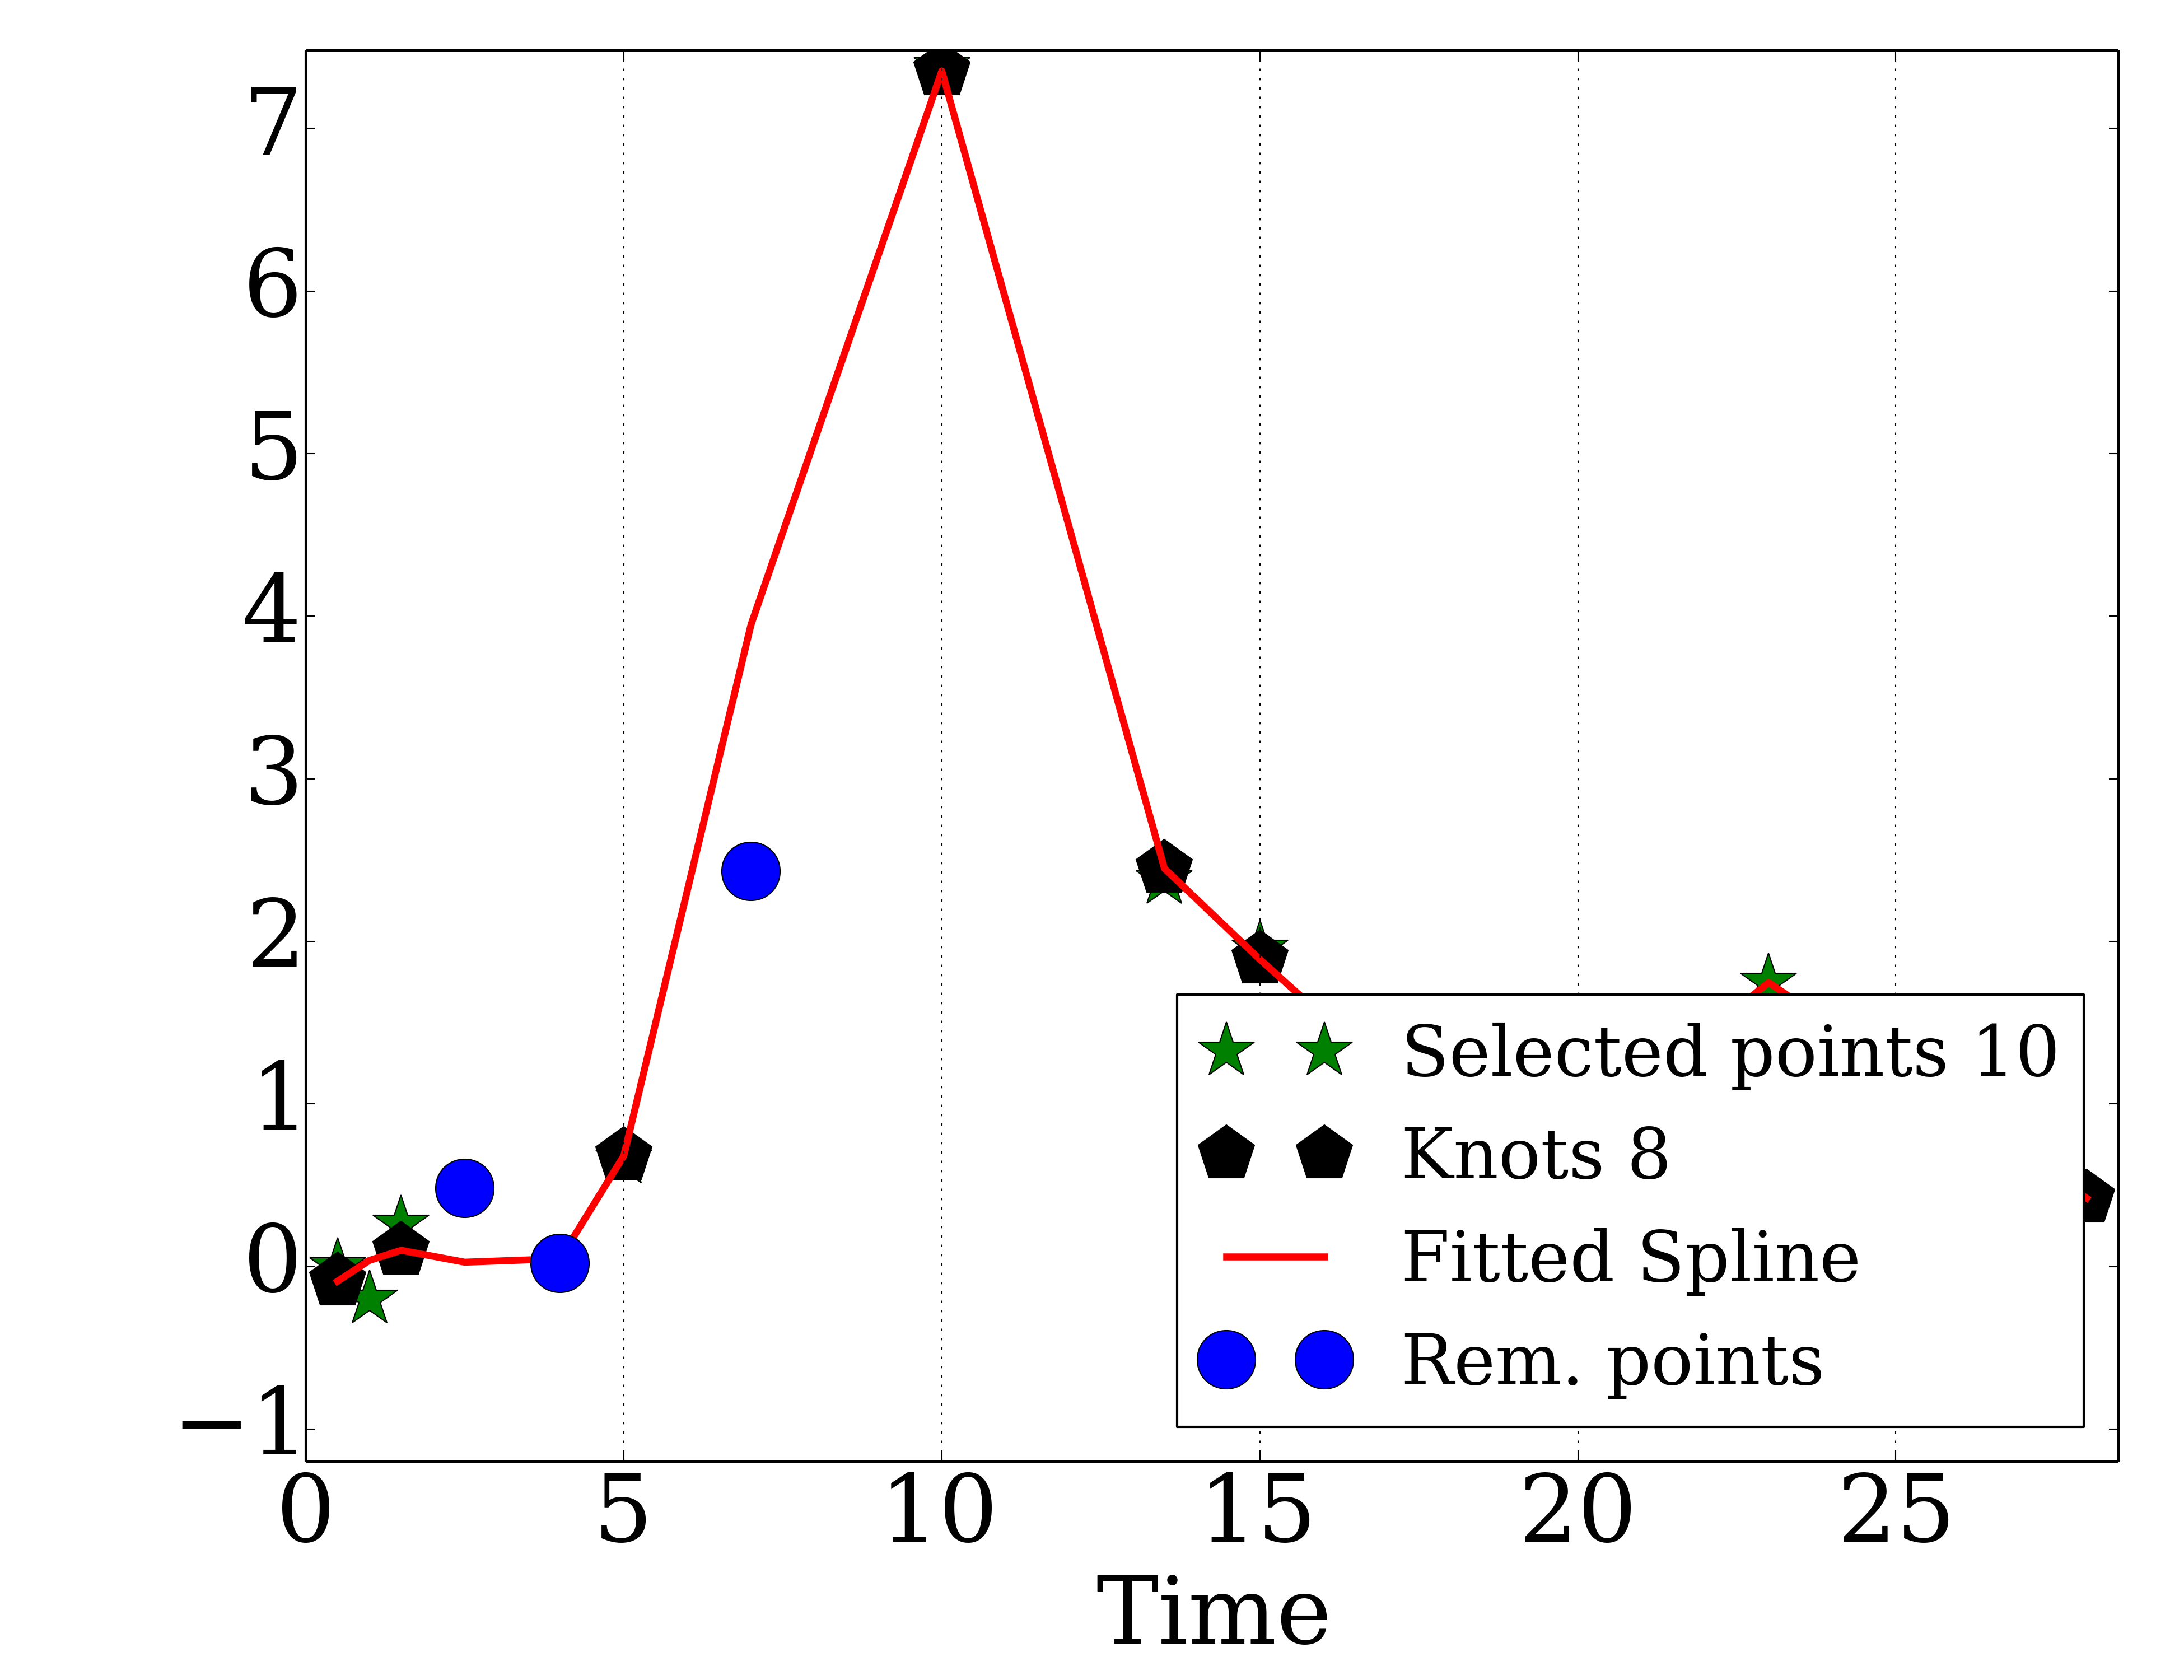 7
6
5
4
3
2
1
0
−1
Selected points 10
Knots 8
Fitted Spline
Rem. points
0 5 10 15 20 25
Time